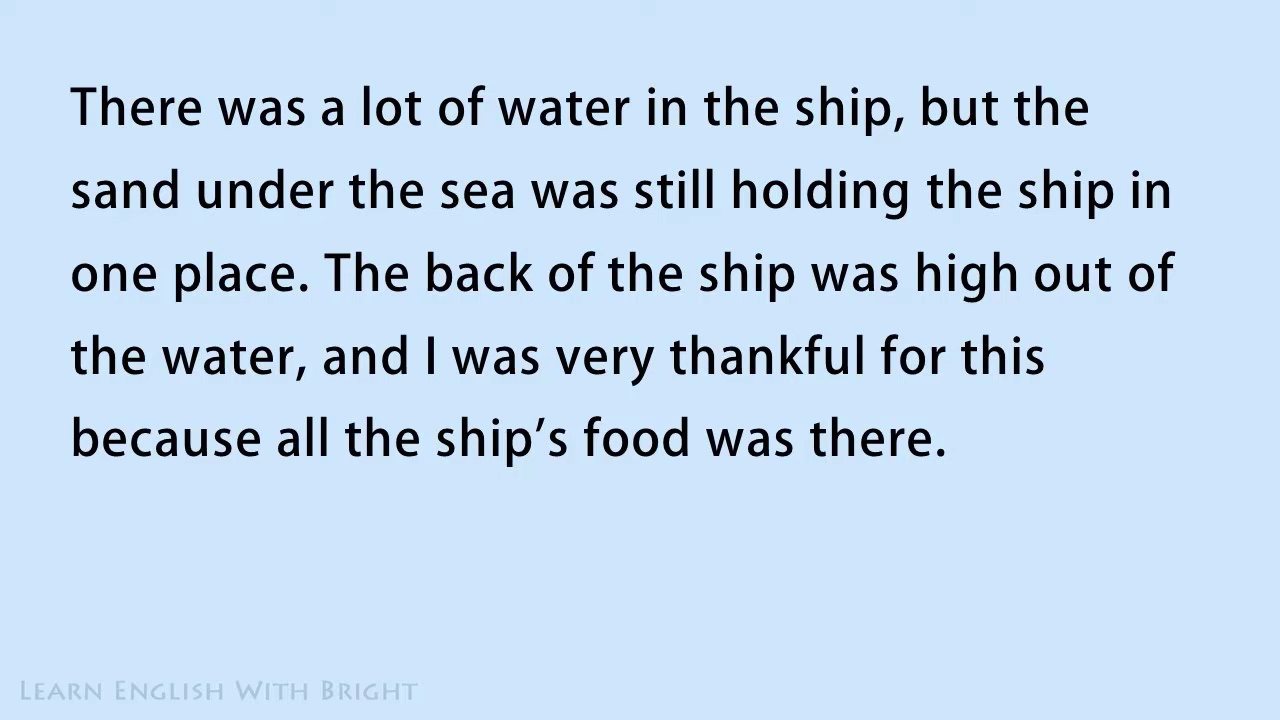 There was a lot of water in the ship, but the
sand under the sea was still holding the ship in
one place. The back of the ship was high out of
the water, and I was very thankful for this
because all the ship’s food was there.
Learn English With Bright